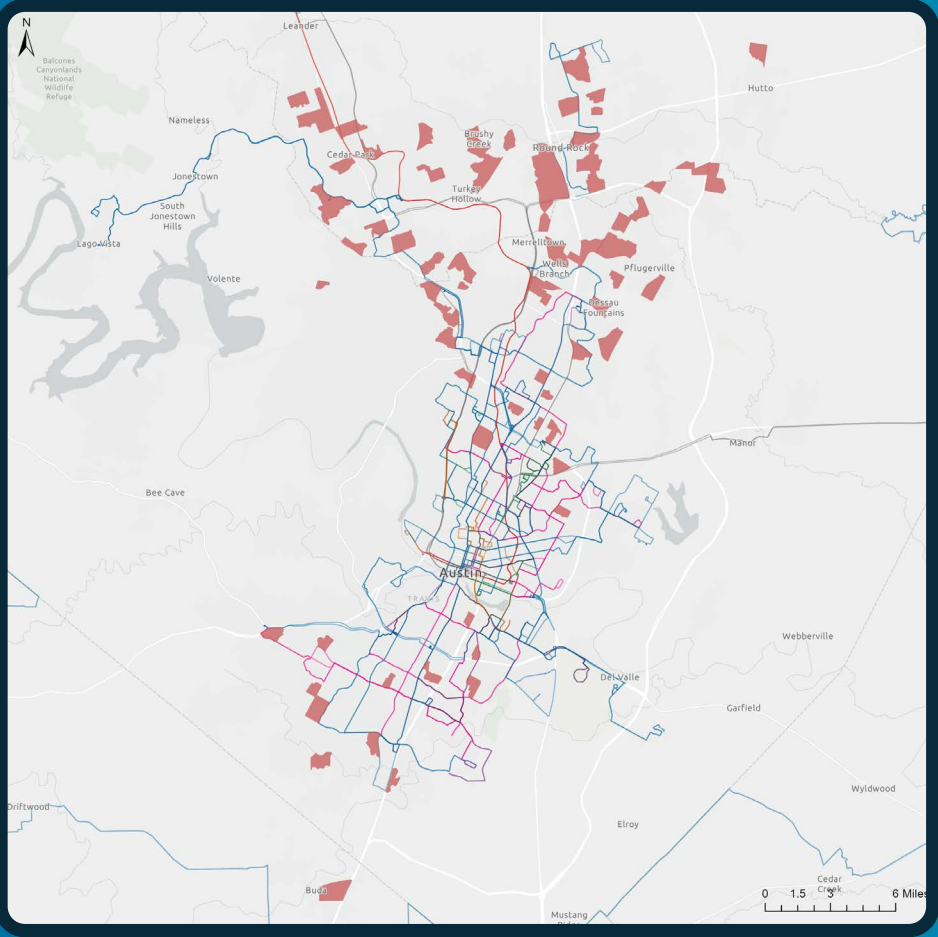 N
Leander
Balcones
Canyonlands
National
Wildlife
Refuge
Hutto
Nameless
Brushy
Creek
Round Rock
Cedar Park
Jonestown
Turkey
Hollow
South
Jonestown
Hills
Lago Vista
Merrelltown
Wells
Branch
Pflugerville
Volente
Dessau
Fountains
Manor
Bee Cave
Austin
TRAVIS
Webberville
Del Valle
Garfield
Wyldwood
Driftwood
Elroy
Cedar
Creek
Buda
0 1.5 3 6 Miles
Mustang